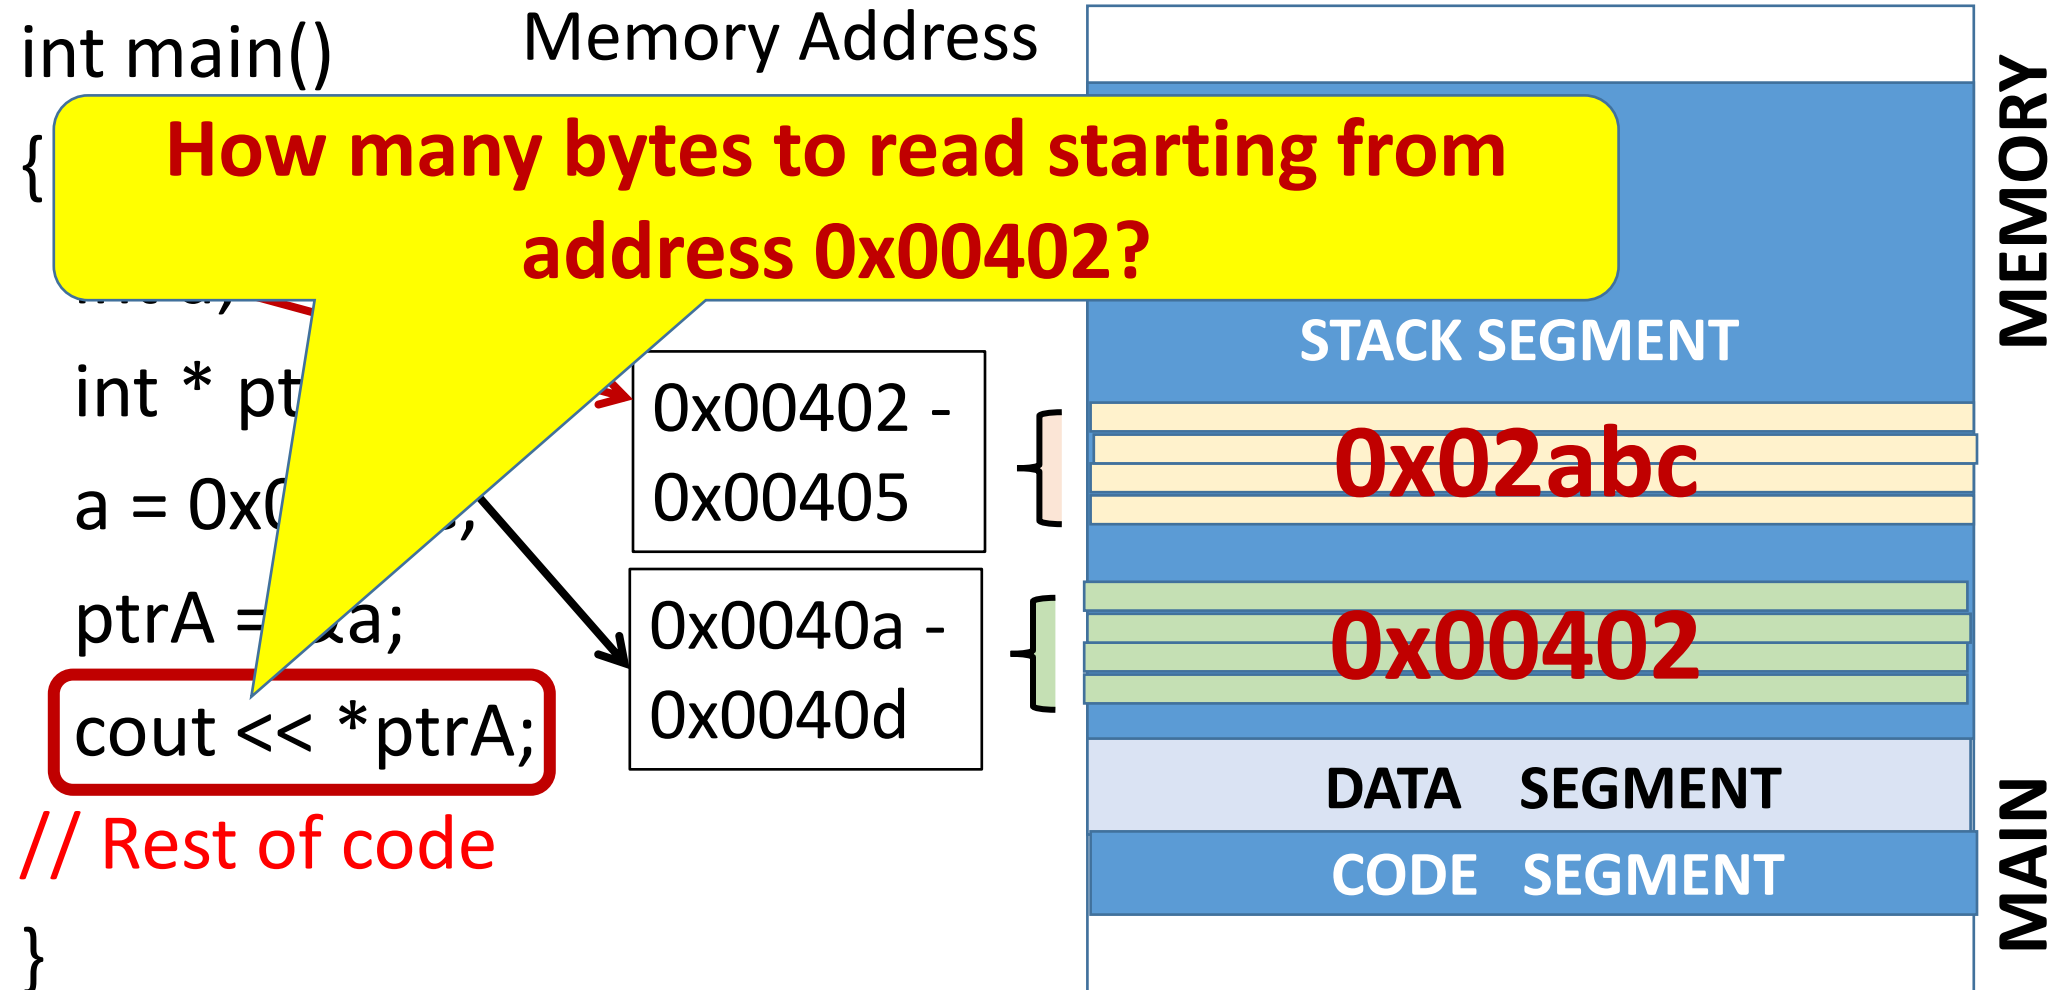 int main()
Memory Address
{
How many bytes to read starting from
address 0x00402?
int * pt
a = 0x0
ptrA = &a;
cout << *ptrA;
// Rest of code
}
0x00402 -
0x00405
0x0040a -
0x0040d
STACK SEGMENT
0x02abc
0x00402
DATA SEGMENT
CODE SEGMENT
MAIN MEMORY